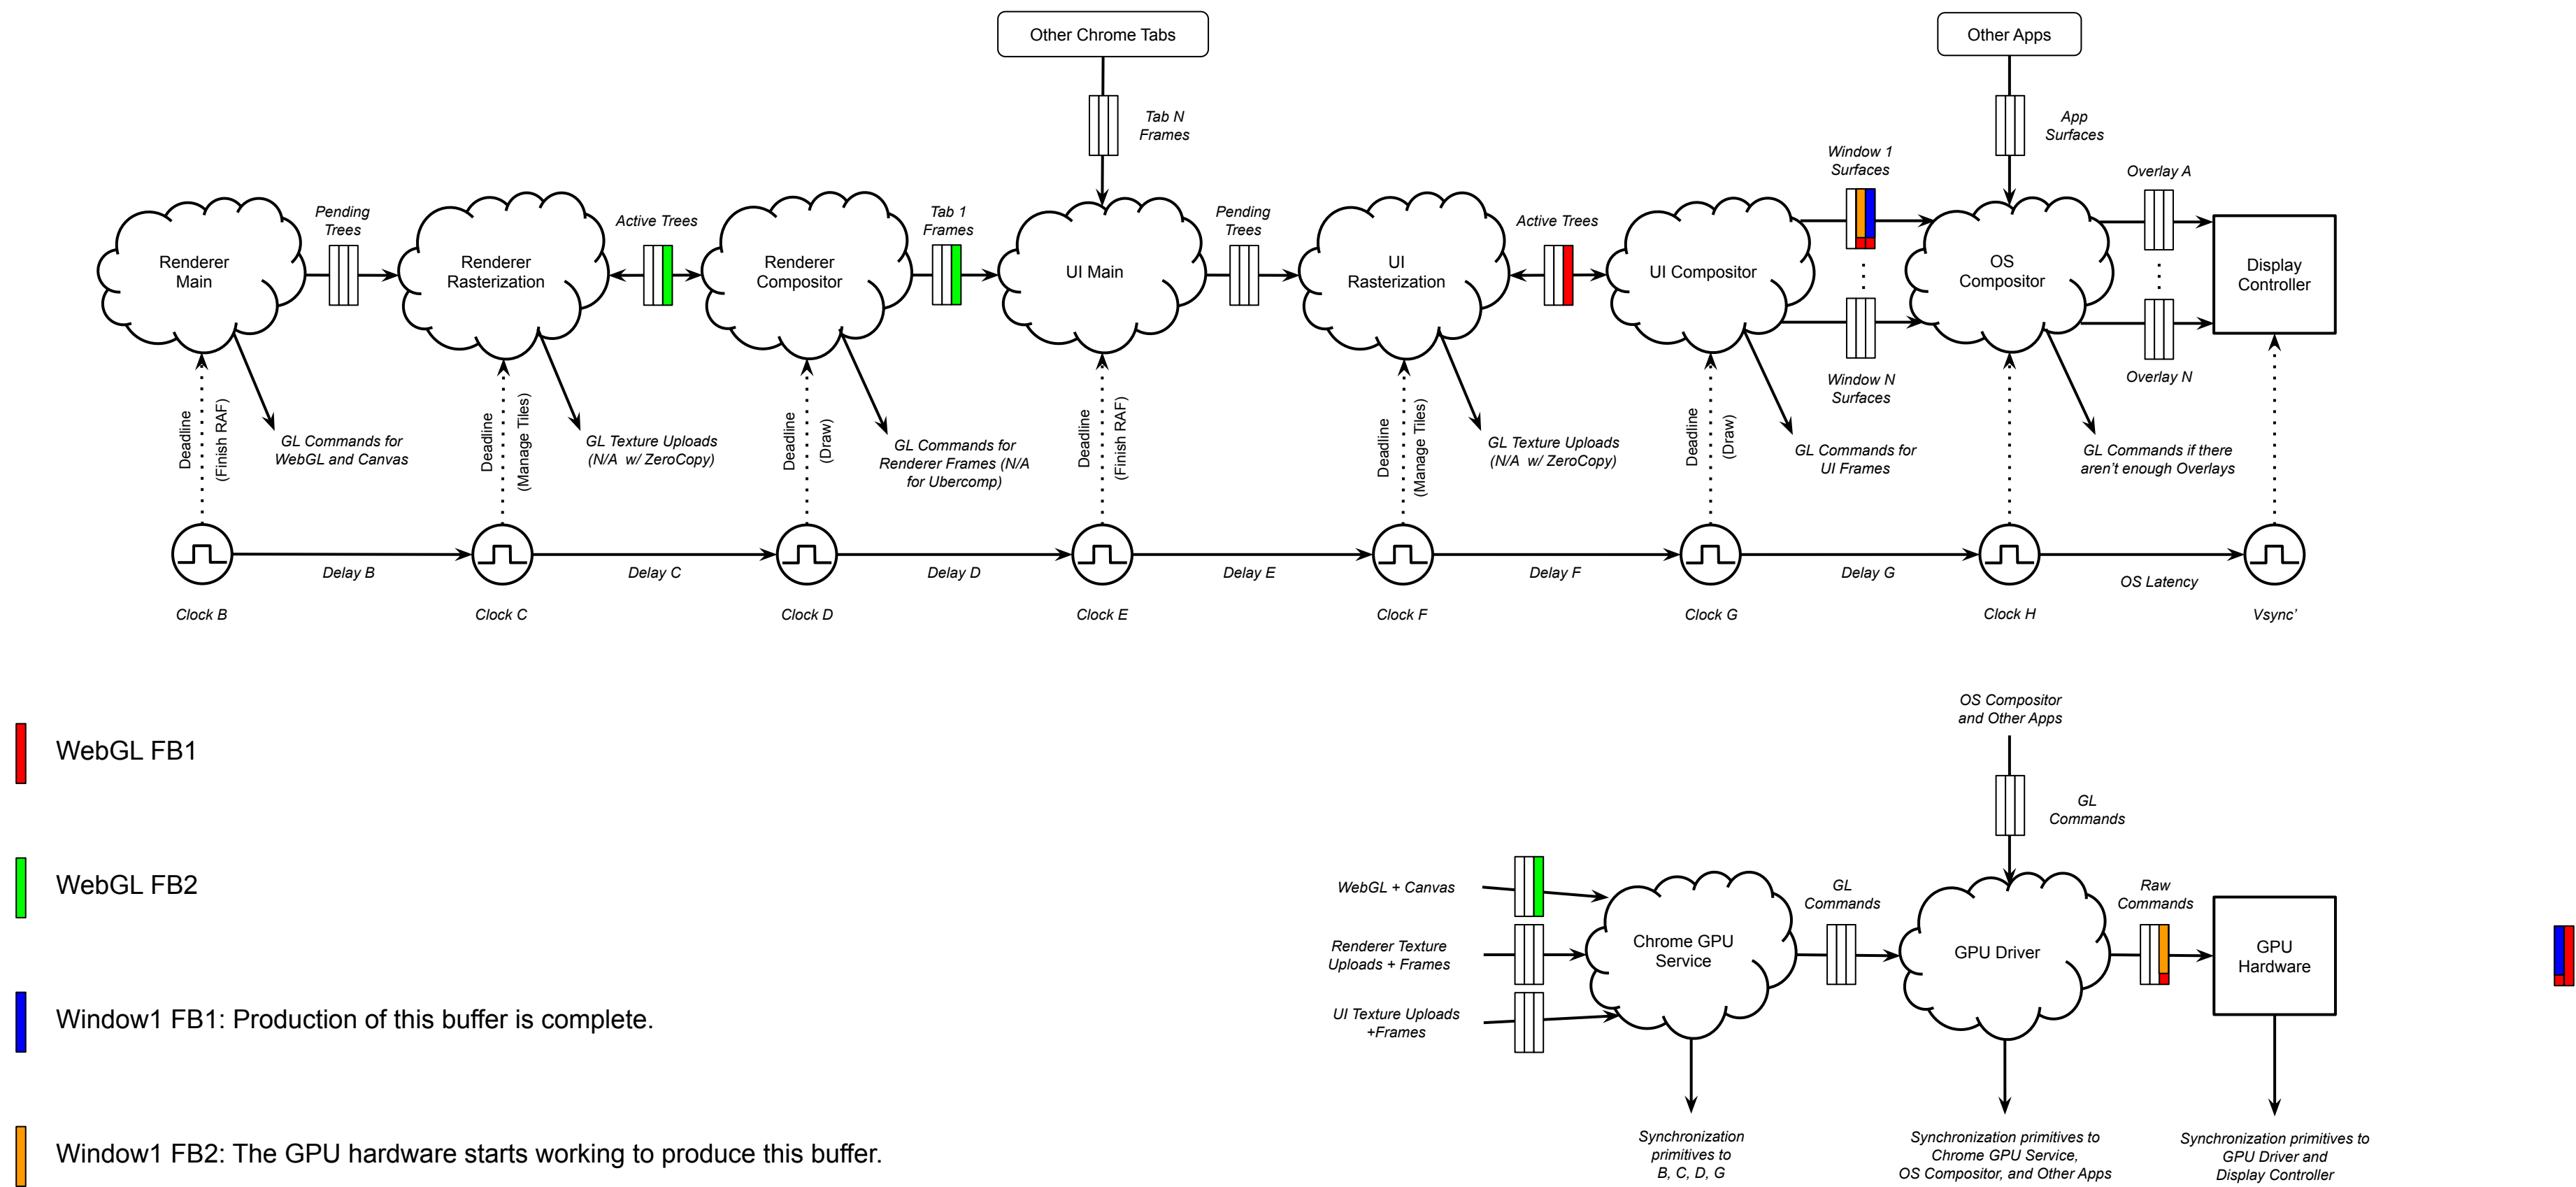 Other Chrome Tabs
Other Apps
Tab N
Frames
App
Surfaces
Window 1
Surfaces
Overlay A
Pending
Trees
Active Trees
Tab 1
Frames
Pending
Trees
Active Trees
Renderer
Main
Renderer
Rasterization
Renderer
Compositor
UI Main
UI
Rasterization
UI Compositor
OS
Compositor
Display
Controller
Window N
Surfaces
Overlay N
Deadline
(Finish RAF)
GL Commands for
WebGL and Canvas
Deadline
(Manage Tiles)
GL Texture Uploads
(N/A w/ ZeroCopy)
Deadline
(Draw)
GL Commands for
Renderer Frames (N/A
for Ubercomp)
Deadline
(Finish RAF)
Deadline
(Manage Tiles)
GL Texture Uploads
(N/A w/ ZeroCopy)
Deadline
(Draw)
GL Commands for
UI Frames
GL Commands if there
aren't enough Overlays
Delay B
Delay C
Delay D
Delay E
Delay F
Delay G
OS Latency
Clock B
Clock C
Clock D
Clock E
Clock F
Clock G
Clock H
Vsync'
WebGL FB1
WebGL FB2
Window1 FB1: Production of this buffer is complete.
Window1 FB2: The GPU hardware starts working to produce this buffer.
OS Compositor
and Other Apps
GL
Commands
WebGL + Canvas
Renderer Texture
Uploads + Frames
UI Texture Uploads
+Frames
Chrome GPU
Service
GL
Commands
GPU Driver
Raw
Commands
GPU
Hardware
Synchronization
primitives to
B, C, D, G
Synchronization primitives to
Chrome GPU Service,
OS Compositor, and Other Apps
Synchronization primitives to
GPU Driver and
Display Controller